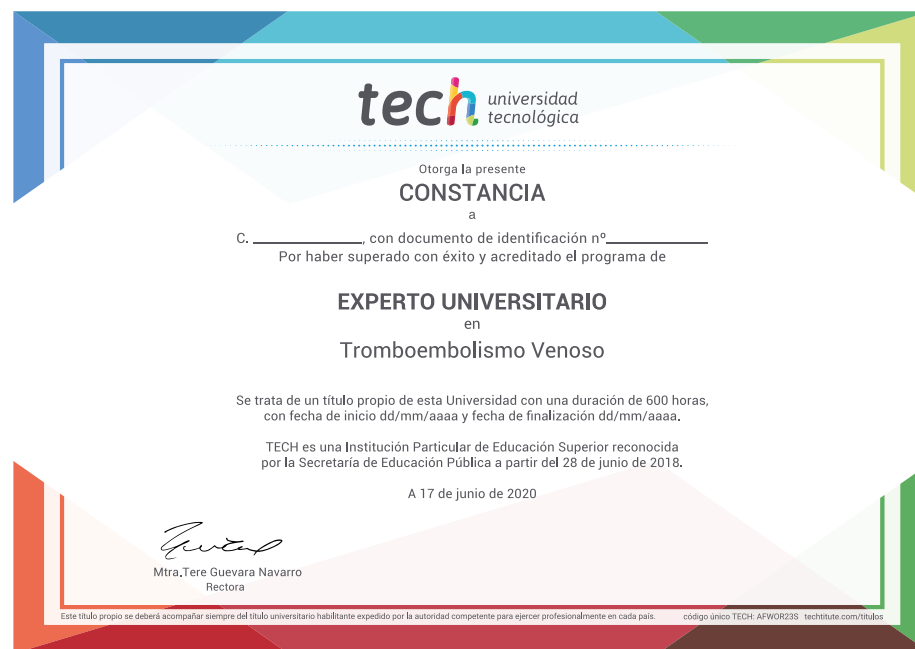 tech universidad
tecnológica
Otorga la presente
CONSTANCIA
a
C. ____________, con documento de identificación nº____________
Por haber superado con éxito y acreditado el programa de
EXPERTO UNIVERSITARIO
en
Tromboembolismo Venoso
Se trata de un título propio de esta Universidad con una duración de 600 horas,
con fecha de inicio dd/mm/aaaa y fecha de finalización dd/mm/aaaa.
TECH es una Institución Particular de Educación Superior reconocida
por la Secretaría de Educación Pública a partir del 28 de junio de 2018.
A 17 de junio de 2020
Mtra.Tere Guevara Navarro
Rectora
Este título propio se deberá acompañar siempre del título universitario habilitante expedido por la autoridad competente para ejercer profesionalmente en cada país. código único TECH: AFWOR23S techtitute.com/titulos